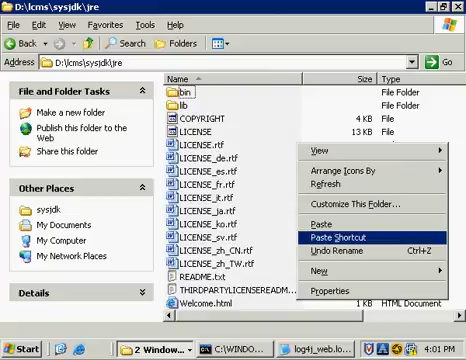 D:\lcms\sysjdk\jre
File Edit View Favorites Tools Help
Back Search Folders
Address D:\lcms\sysjdk\jre Go
File and Folder Tasks
Make a new folder
Publish this folder to the
Web
Share this folder
Other Places
sysjdk
My Documents
My Computer
My Network Places
Details
Name Size Type
bin File Folder
lib File Folder
COPYRIGHT 4 KB File
LICENSE 13 KB File
LICENSE.rtf
LICENSE_de.rtf
LICENSE_es.rtf
LICENSE_fr.rtf
LICENSE_it.rtf
LICENSE_ja.rtf
LICENSE_ko.rtf
LICENSE_sv.rtf
LICENSE_zh_CN.rtf
LICENSE_zh_TW.rtf
README.txt
THIRDPARTYLICENSEREADM...
Welcome.html 1 KB HTML Document
View
Arrange Icons By
Refresh
Customize This Folder...
Paste
Paste Shortcut
Undo Rename Ctrl+Z
New
Properties
Start 2 Window... C:\WINDO... log4j_web.lo... 4:01 PM